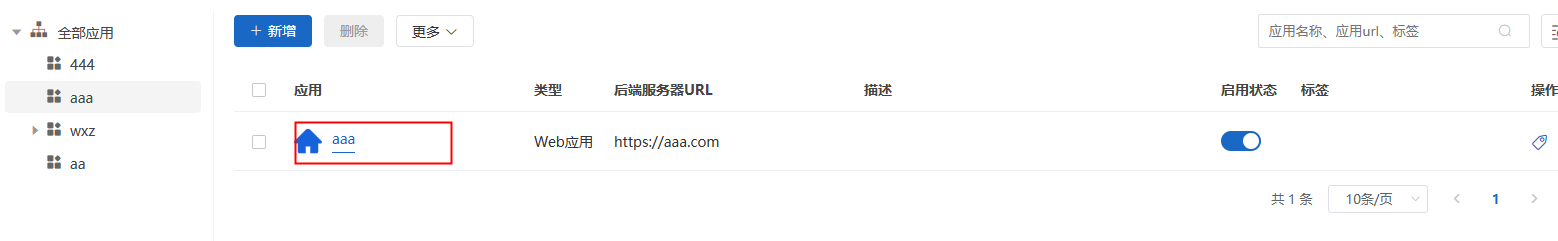 全部应用
444
aaa
wxz
aa
+ 新增 删除 更多
应用名称、应用url、标签
应用 类型 后端服务器URL 描述 启用状态 标签 操作
aaa Web应用 https://aaa.com
共 1 条 10条/页 1